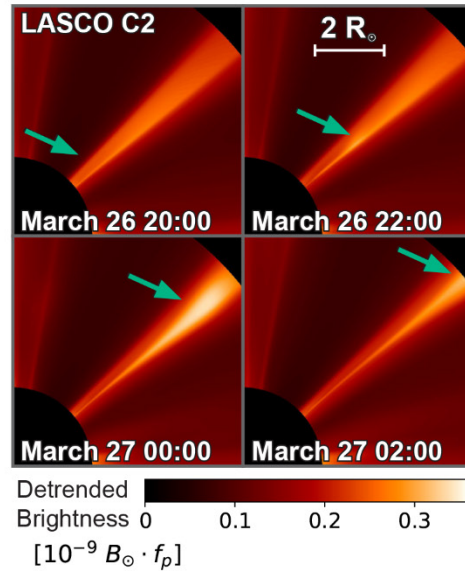 LASCO C2
2 R☉
March 26 20:00
March 26 22:00
March 27 00:00
March 27 02:00
Detrended
Brightness
0 0.1 0.2 0.3
[10⁻⁹ B☉ · fₚ]